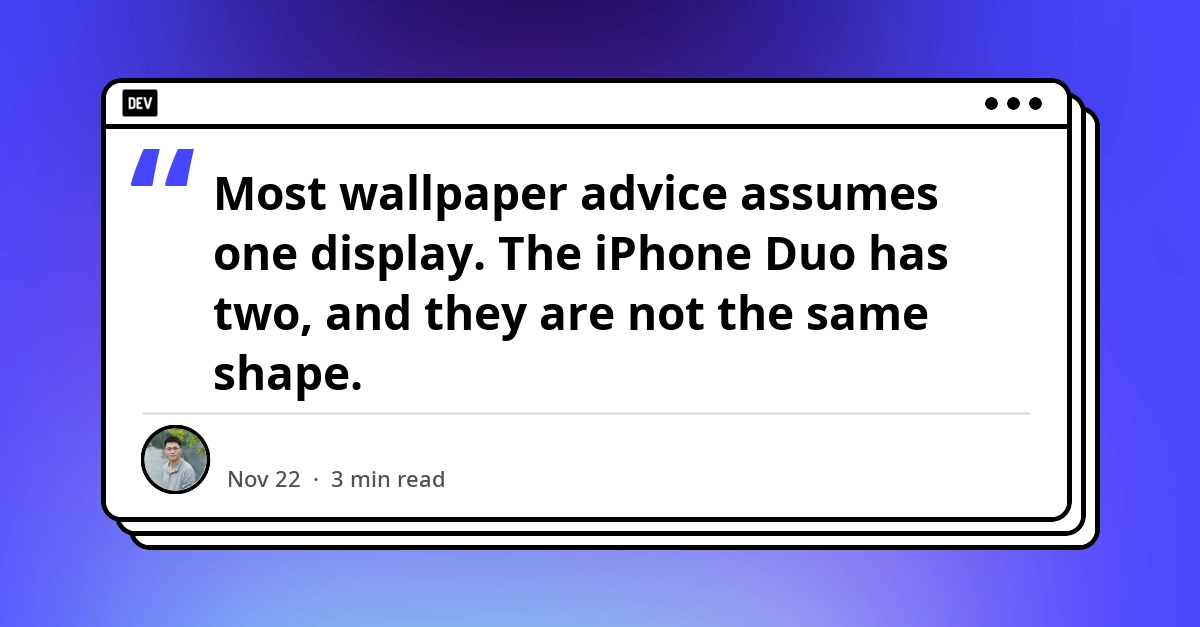 DEV
“
Most wallpaper advice assumes
one display. The iPhone Duo has
two, and they are not the same
shape.
Nov 22 · 3 min read